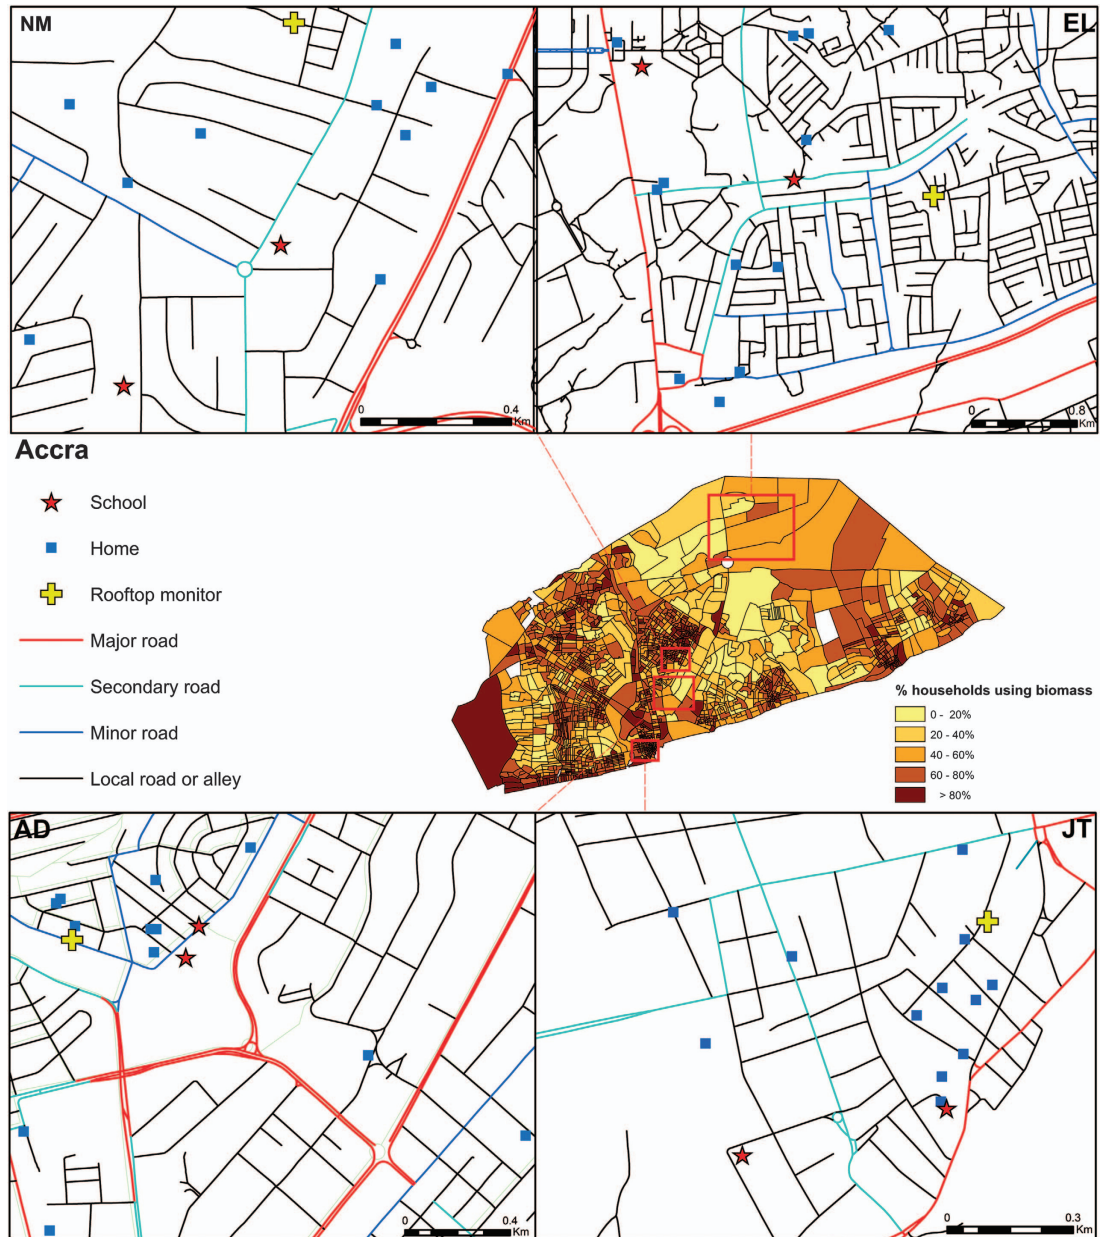 NM
EL
0 0.4
Km
0 0.8
Km
Accra
School
Home
Rooftop monitor
Major road
Secondary road
Minor road
Local road or alley
% households using biomass
0 - 20%
20 - 40%
40 - 60%
60 - 80%
> 80%
AD
JT
0 0.4
Km
0 0.3
Km